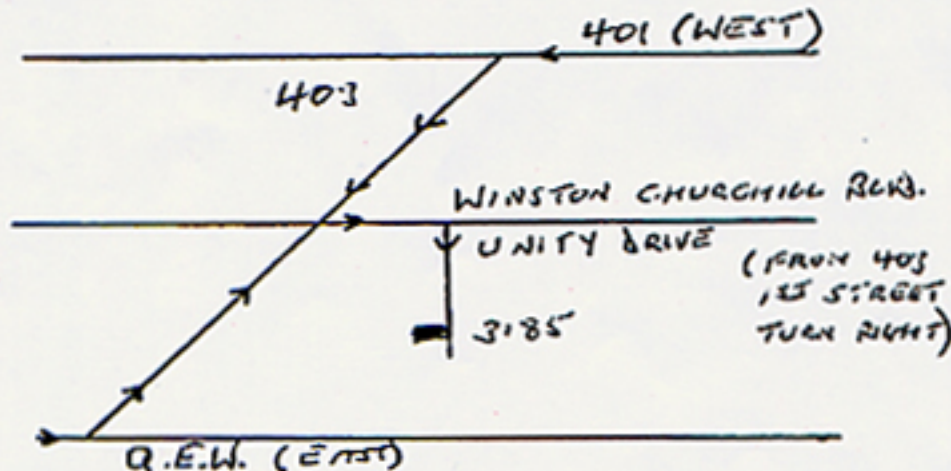 401 (WEST)
403
WINSTON CHURCHILL BLVD.
UNITY DRIVE
(FROM 403
1ST STREET
TURN RIGHT)
3185
Q.E.W. (EAST)